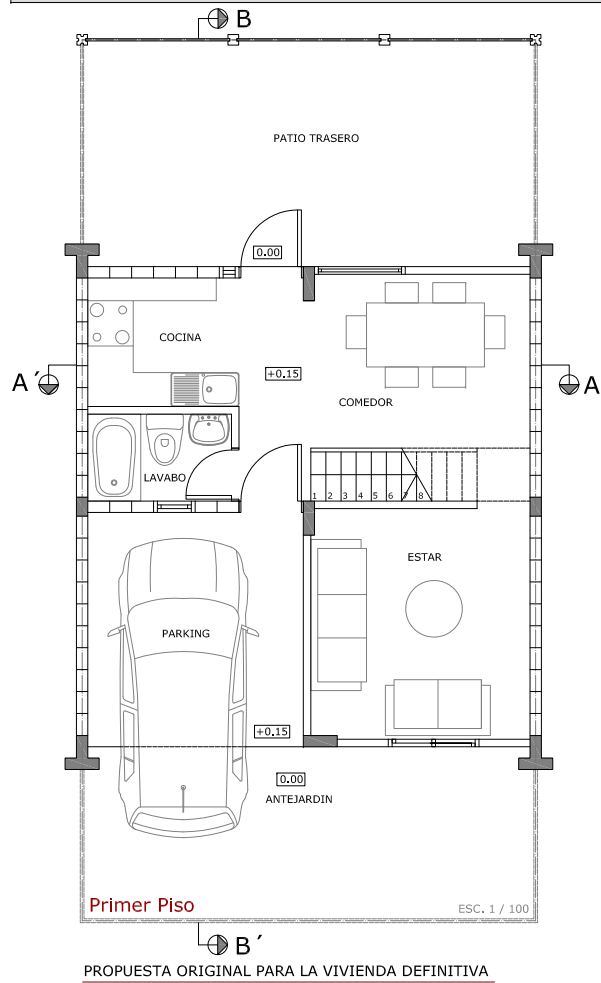 B
PATIO TRASERO
0.00
COCINA
A´
+0.15
A
COMEDOR
LAVABO
1 2 3 4 5 6 7 8
ESTAR
PARKING
+0.15
0.00
ANTEJARDIN
Primer Piso
ESC. 1 / 100
B´
PROPUESTA ORIGINAL PARA LA VIVIENDA DEFINITIVA